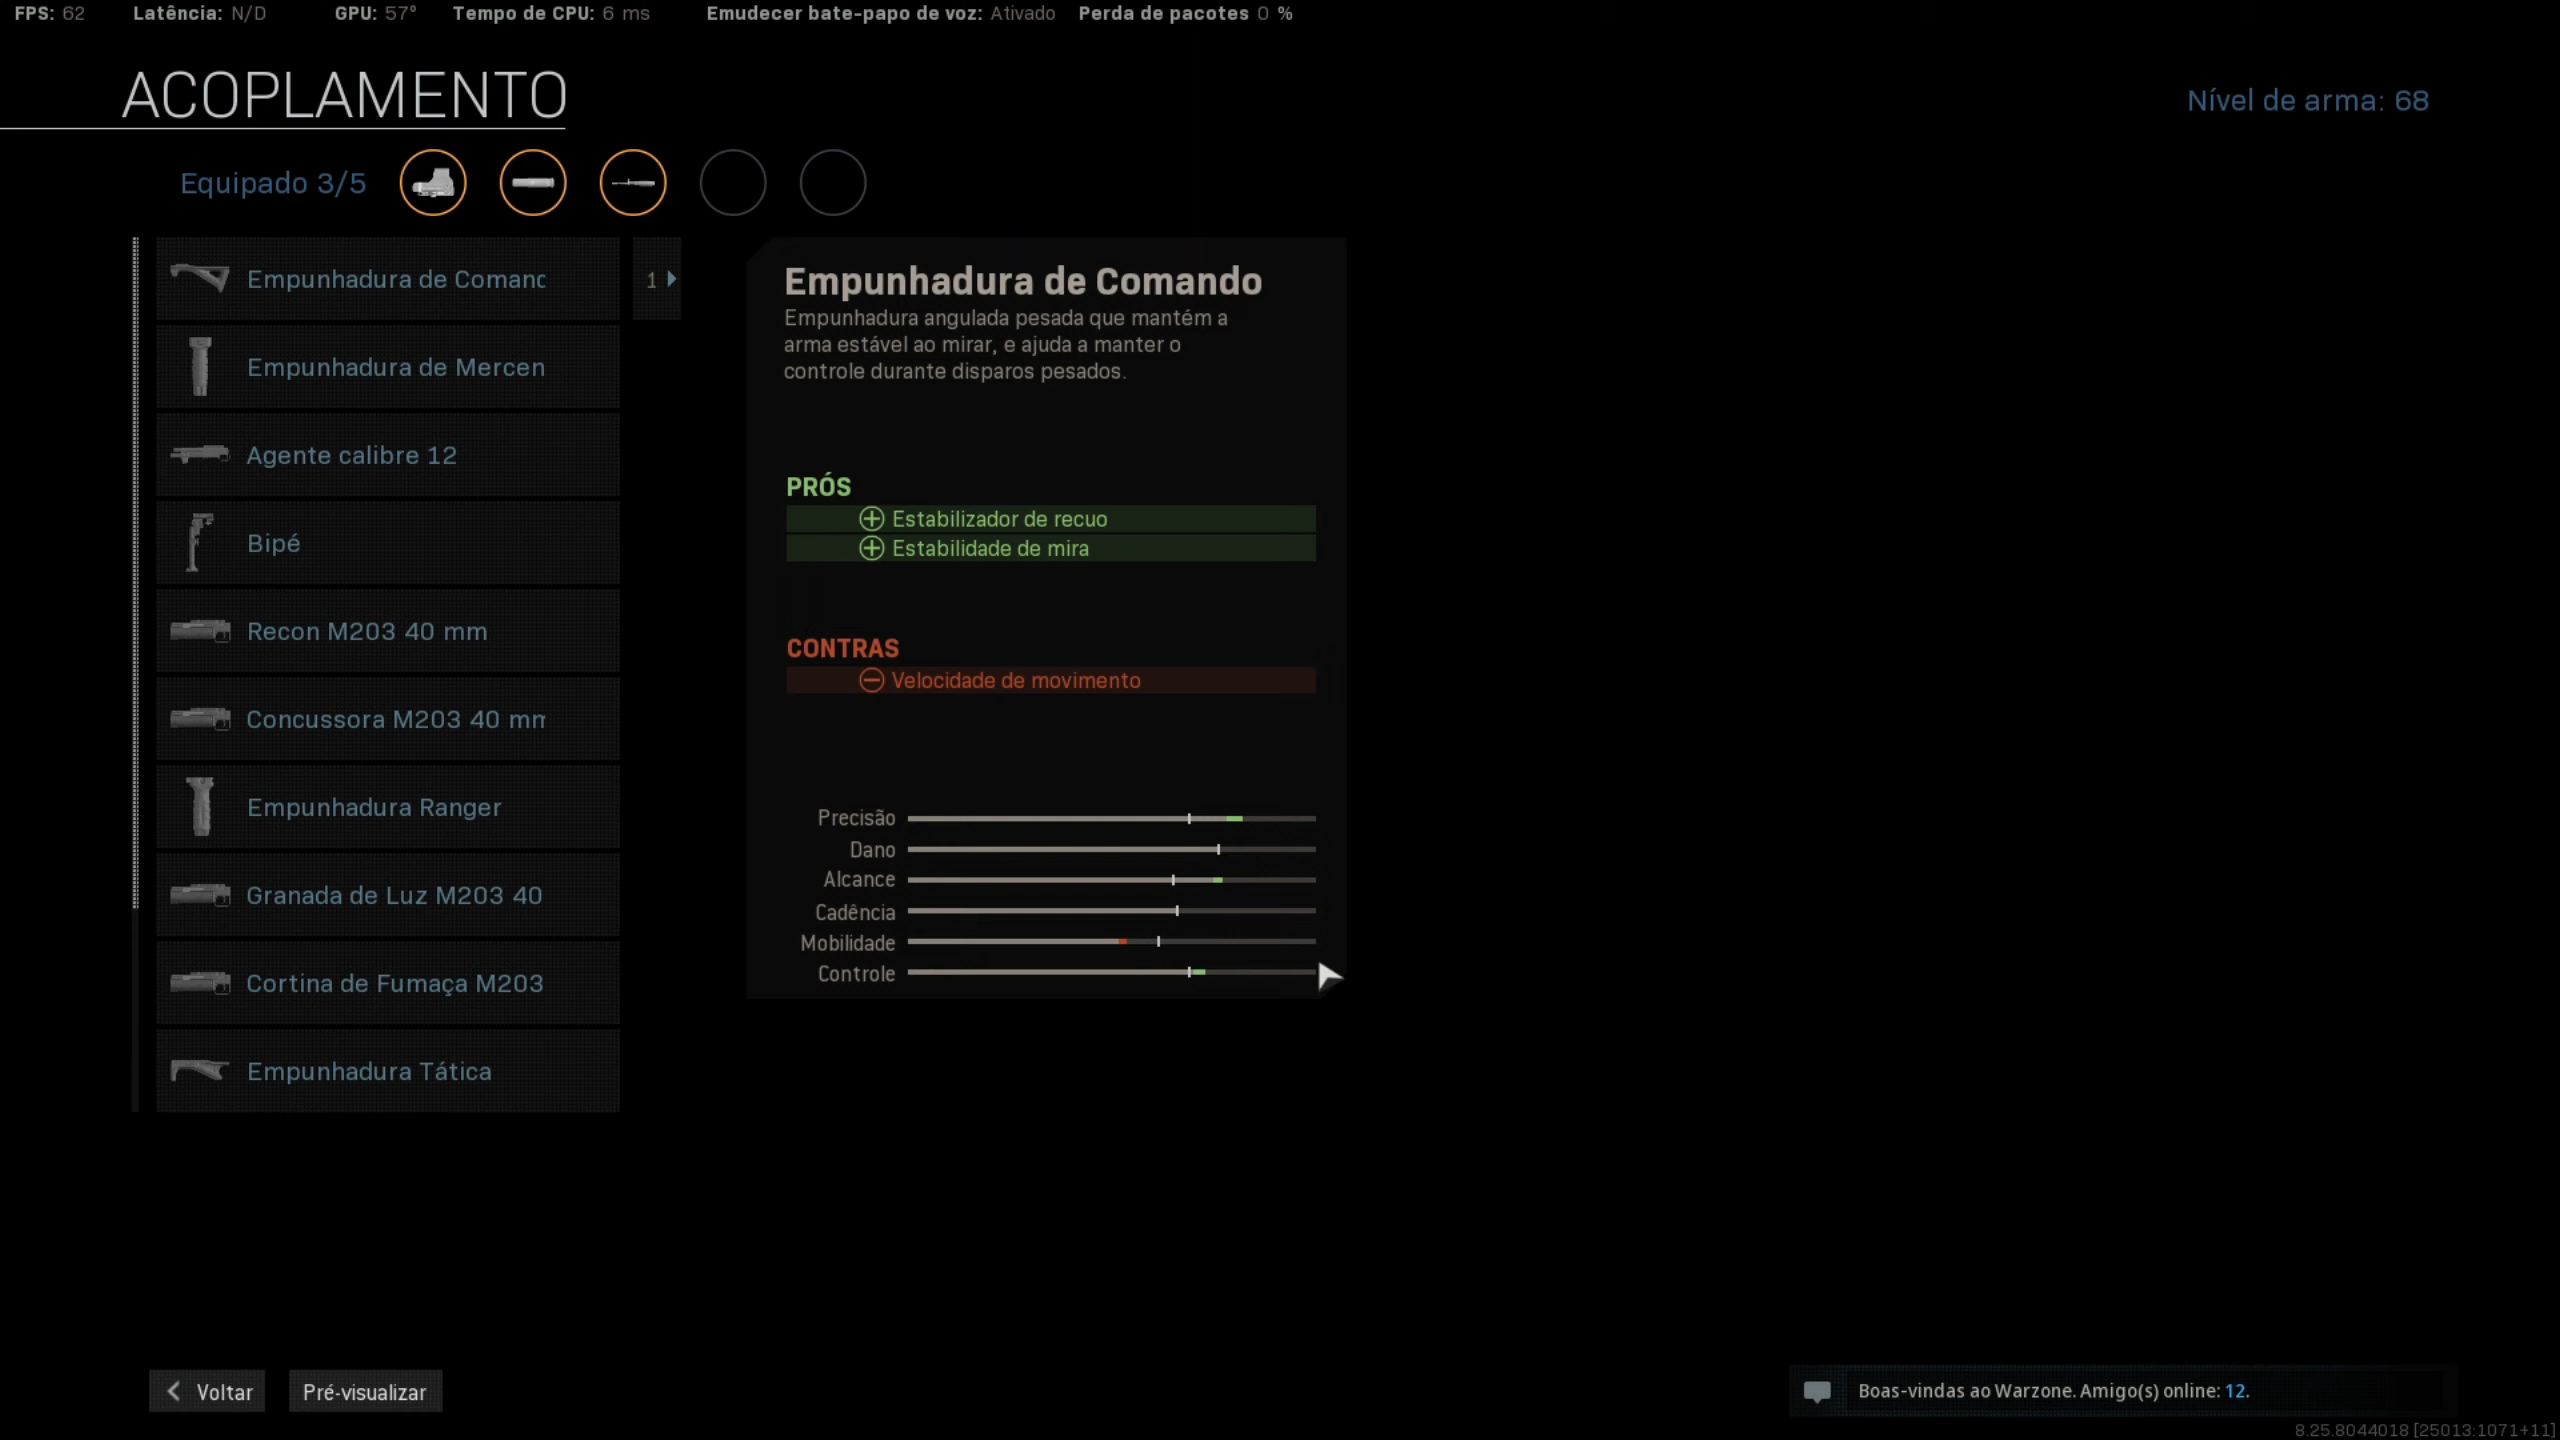 FPS: 62 Latência: N/D GPU: 57° Tempo de CPU: 6 ms Emudecer bate-papo de voz: Ativado Perda de pacotes 0 %
ACOPLAMENTO
Nível de arma: 68
Equipado 3/5
Empunhadura de Comanc
1
Empunhadura de Mercen
Agente calibre 12
Bipé
Recon M203 40 mm
Concussora M203 40 mm
Empunhadura Ranger
Granada de Luz M203 40
Cortina de Fumaça M203
Empunhadura Tática
Empunhadura de Comando
Empunhadura angulada pesada que mantém a
arma estável ao mirar, e ajuda a manter o
controle durante disparos pesados.
PRÓS
Estabilizador de recuo
Estabilidade de mira
CONTRAS
Velocidade de movimento
Precisão
Dano
Alcance
Cadência
Mobilidade
Controle
Voltar
Pré-visualizar
Boas-vindas ao Warzone. Amigo(s) online: 12.
8.25.8044018 [25013:1071+11]